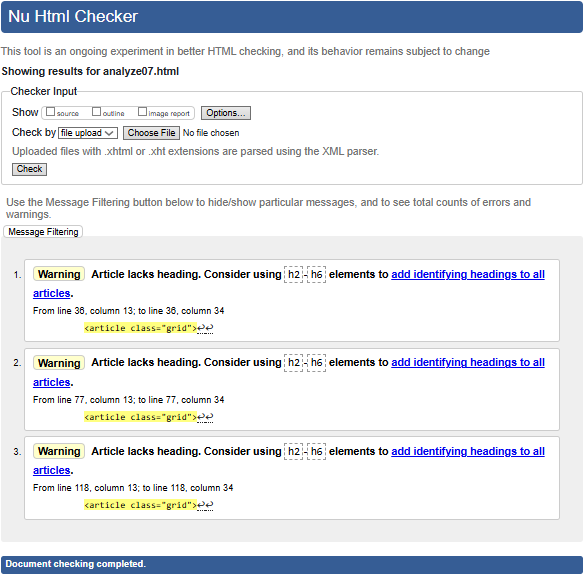 Nu Html Checker
This tool is an ongoing experiment in better HTML checking, and its behavior remains subject to change
Showing results for analyze07.html
Checker Input
Show source outline image report Options...
Check by file upload Choose File No file chosen
Uploaded files with .xhtml or .xht extensions are parsed using the XML parser.
Check
Use the Message Filtering button below to hide/show particular messages, and to see total counts of errors and
warnings.
Message Filtering
1. Warning Article lacks heading. Consider using h2-h6 elements to add identifying headings to all
articles.
From line 36, column 13; to line 36, column 34
<article class="grid">↩↩
2. Warning Article lacks heading. Consider using h2-h6 elements to add identifying headings to all
articles.
From line 77, column 13; to line 77, column 34
<article class="grid">↩↩
3. Warning Article lacks heading. Consider using h2-h6 elements to add identifying headings to all
articles.
From line 118, column 13; to line 118, column 34
<article class="grid">↩↩
Document checking completed.